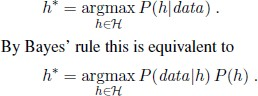 h* = argmax P(h|data) .
h∈ℋ
By Bayes’ rule this is equivalent to
h* = argmax P(data|h) P(h) .
h∈ℋ